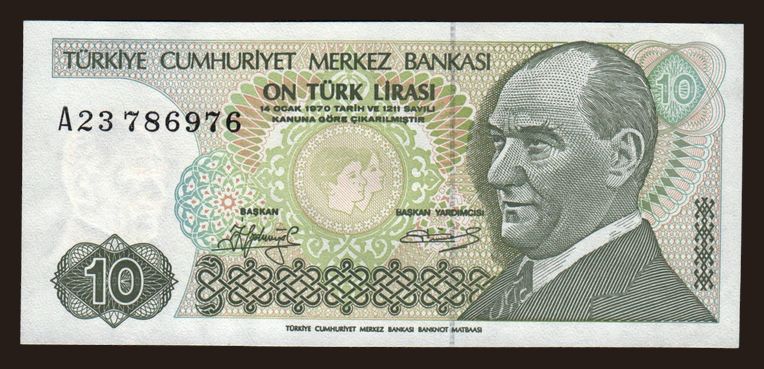 TÜRKİYE CUMHURİYET MERKEZ BANKASI
ON TÜRK LİRASI
14 OCAK 1970 TARİH VE 1211 SAYILI
KANUNA GÖRE ÇIKARILMIŞTIR
A23 786976
10
BAŞKAN
BAŞKAN YARDIMCISI
10
TÜRKİYE CUMHURİYET MERKEZ BANKASI BANKNOT MATBAASI